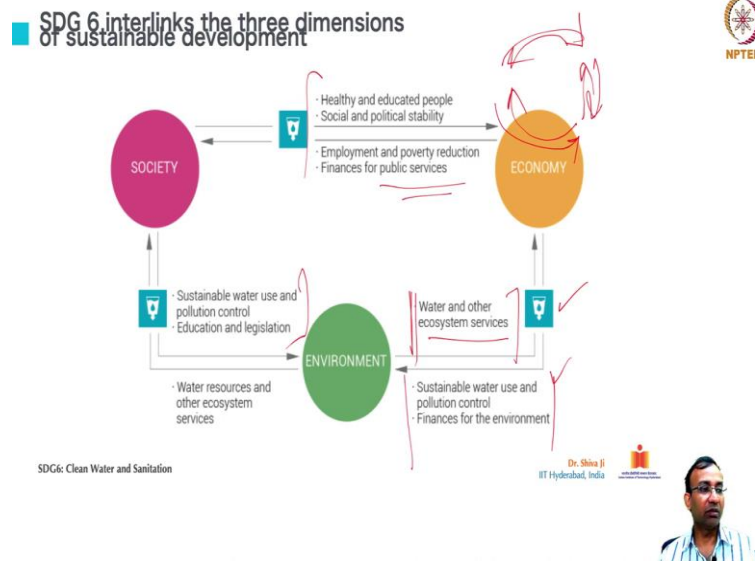 SDG 6 interlinks the three dimensions
of sustainable development
NPTEL
· Healthy and educated people
· Social and political stability
SOCIETY
ECONOMY
· Employment and poverty reduction
· Finances for public services
· Sustainable water use and
pollution control
· Education and legislation
Water and other
ecosystem services
ENVIRONMENT
· Water resources and
other ecosystem
services
· Sustainable water use and
pollution control
· Finances for the environment
SDG6: Clean Water and Sanitation
Dr. Shiva Ji
IIT Hyderabad, India